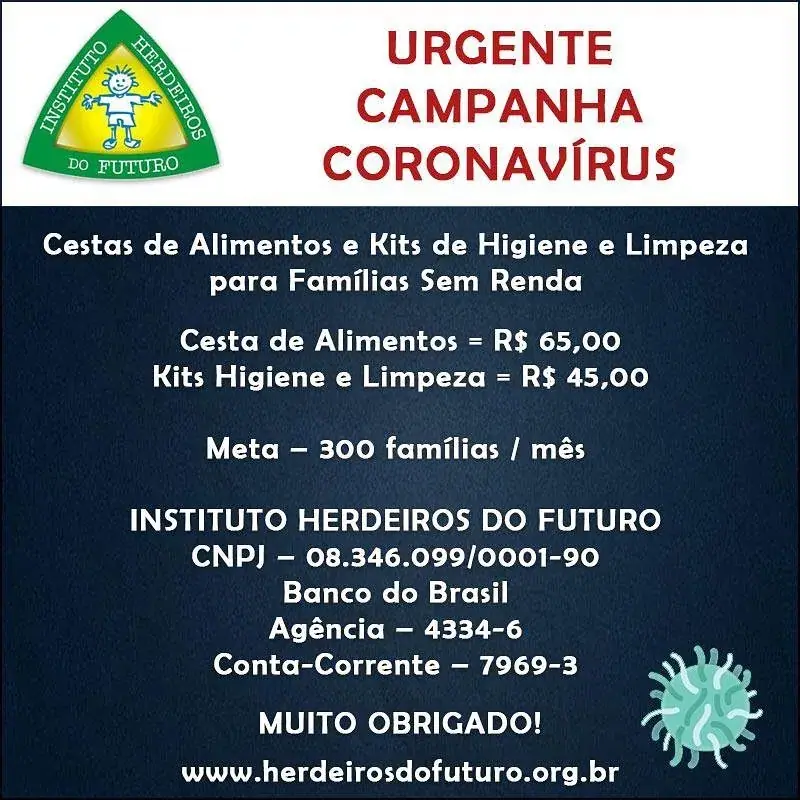 INSTITUTO HERDEIROS DO FUTURO
URGENTE
CAMPANHA
CORONAVÍRUS
Cestas de Alimentos e Kits de Higiene e Limpeza
para Famílias Sem Renda
Cesta de Alimentos = R$ 65,00
Kits Higiene e Limpeza = R$ 45,00
Meta – 300 famílias / mês
INSTITUTO HERDEIROS DO FUTURO
CNPJ – 08.346.099/0001-90
Banco do Brasil
Agência – 4334-6
Conta-Corrente – 7969-3
MUITO OBRIGADO!
www.herdeirosdofuturo.org.br